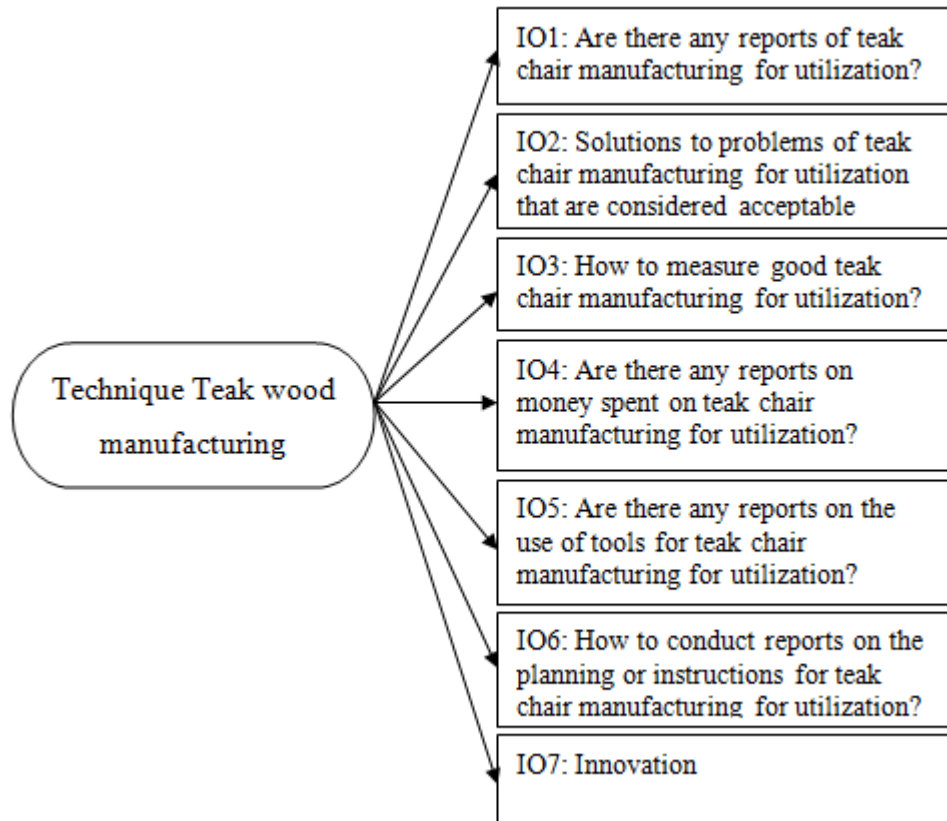 IO1: Are there any reports of teak
chair manufacturing for utilization?
IO2: Solutions to problems of teak
chair manufacturing for utilization
that are considered acceptable
IO3: How to measure good teak
chair manufacturing for utilization?
Technique Teak wood
manufacturing
IO4: Are there any reports on
money spent on teak chair
manufacturing for utilization?
IO5: Are there any reports on the
use of tools for teak chair
manufacturing for utilization?
IO6: How to conduct reports on the
planning or instructions for teak
chair manufacturing for utilization?
IO7: Innovation